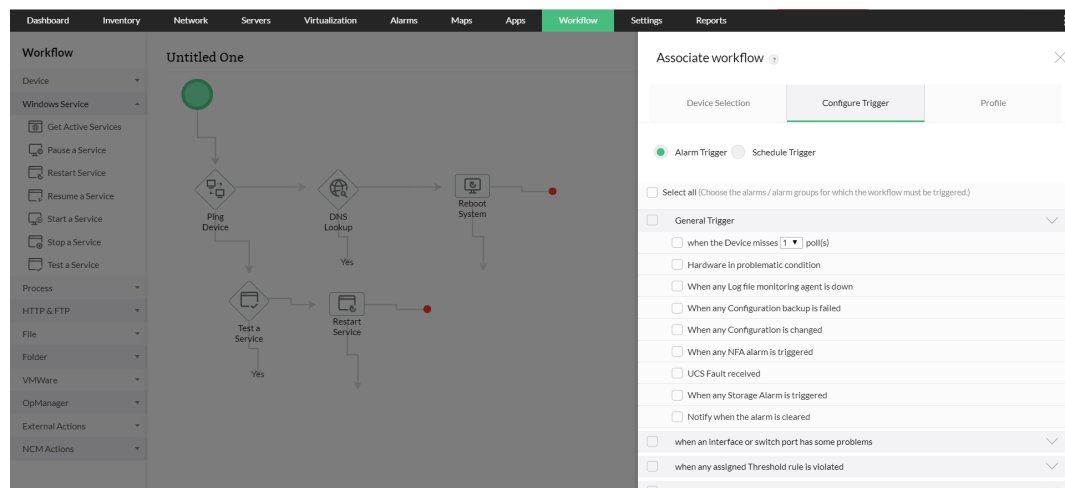 Dashboard Inventory Network Servers Virtualization Alarms Maps Apps Workflow Settings Reports
Workflow
Device
Windows Service
Get Active Services
Pause a Service
Restart Service
Resume a Service
Start a Service
Stop a Service
Test a Service
Process
HTTP & FTP
File
Folder
VMWare
OpManager
External Actions
NCM Actions
Untitled One
Ping
Device
DNS
Lookup
Reboot
System
Yes
Test a
Service
Restart
Service
Yes
Associate workflow ?
Device Selection Configure Trigger Profile
Alarm Trigger Schedule Trigger
Select all (Choose the alarms / alarm groups for which the workflow must be triggered.)
General Trigger
when the Device misses 1 poll(s)
Hardware in problematic condition
When any Log file monitoring agent is down
When any Configuration backup is failed
When any Configuration is changed
When any NFA alarm is triggered
UCS Fault received
When any Storage Alarm is triggered
Notify when the alarm is cleared
when an interface or switch port has some problems
when any assigned Threshold rule is violated